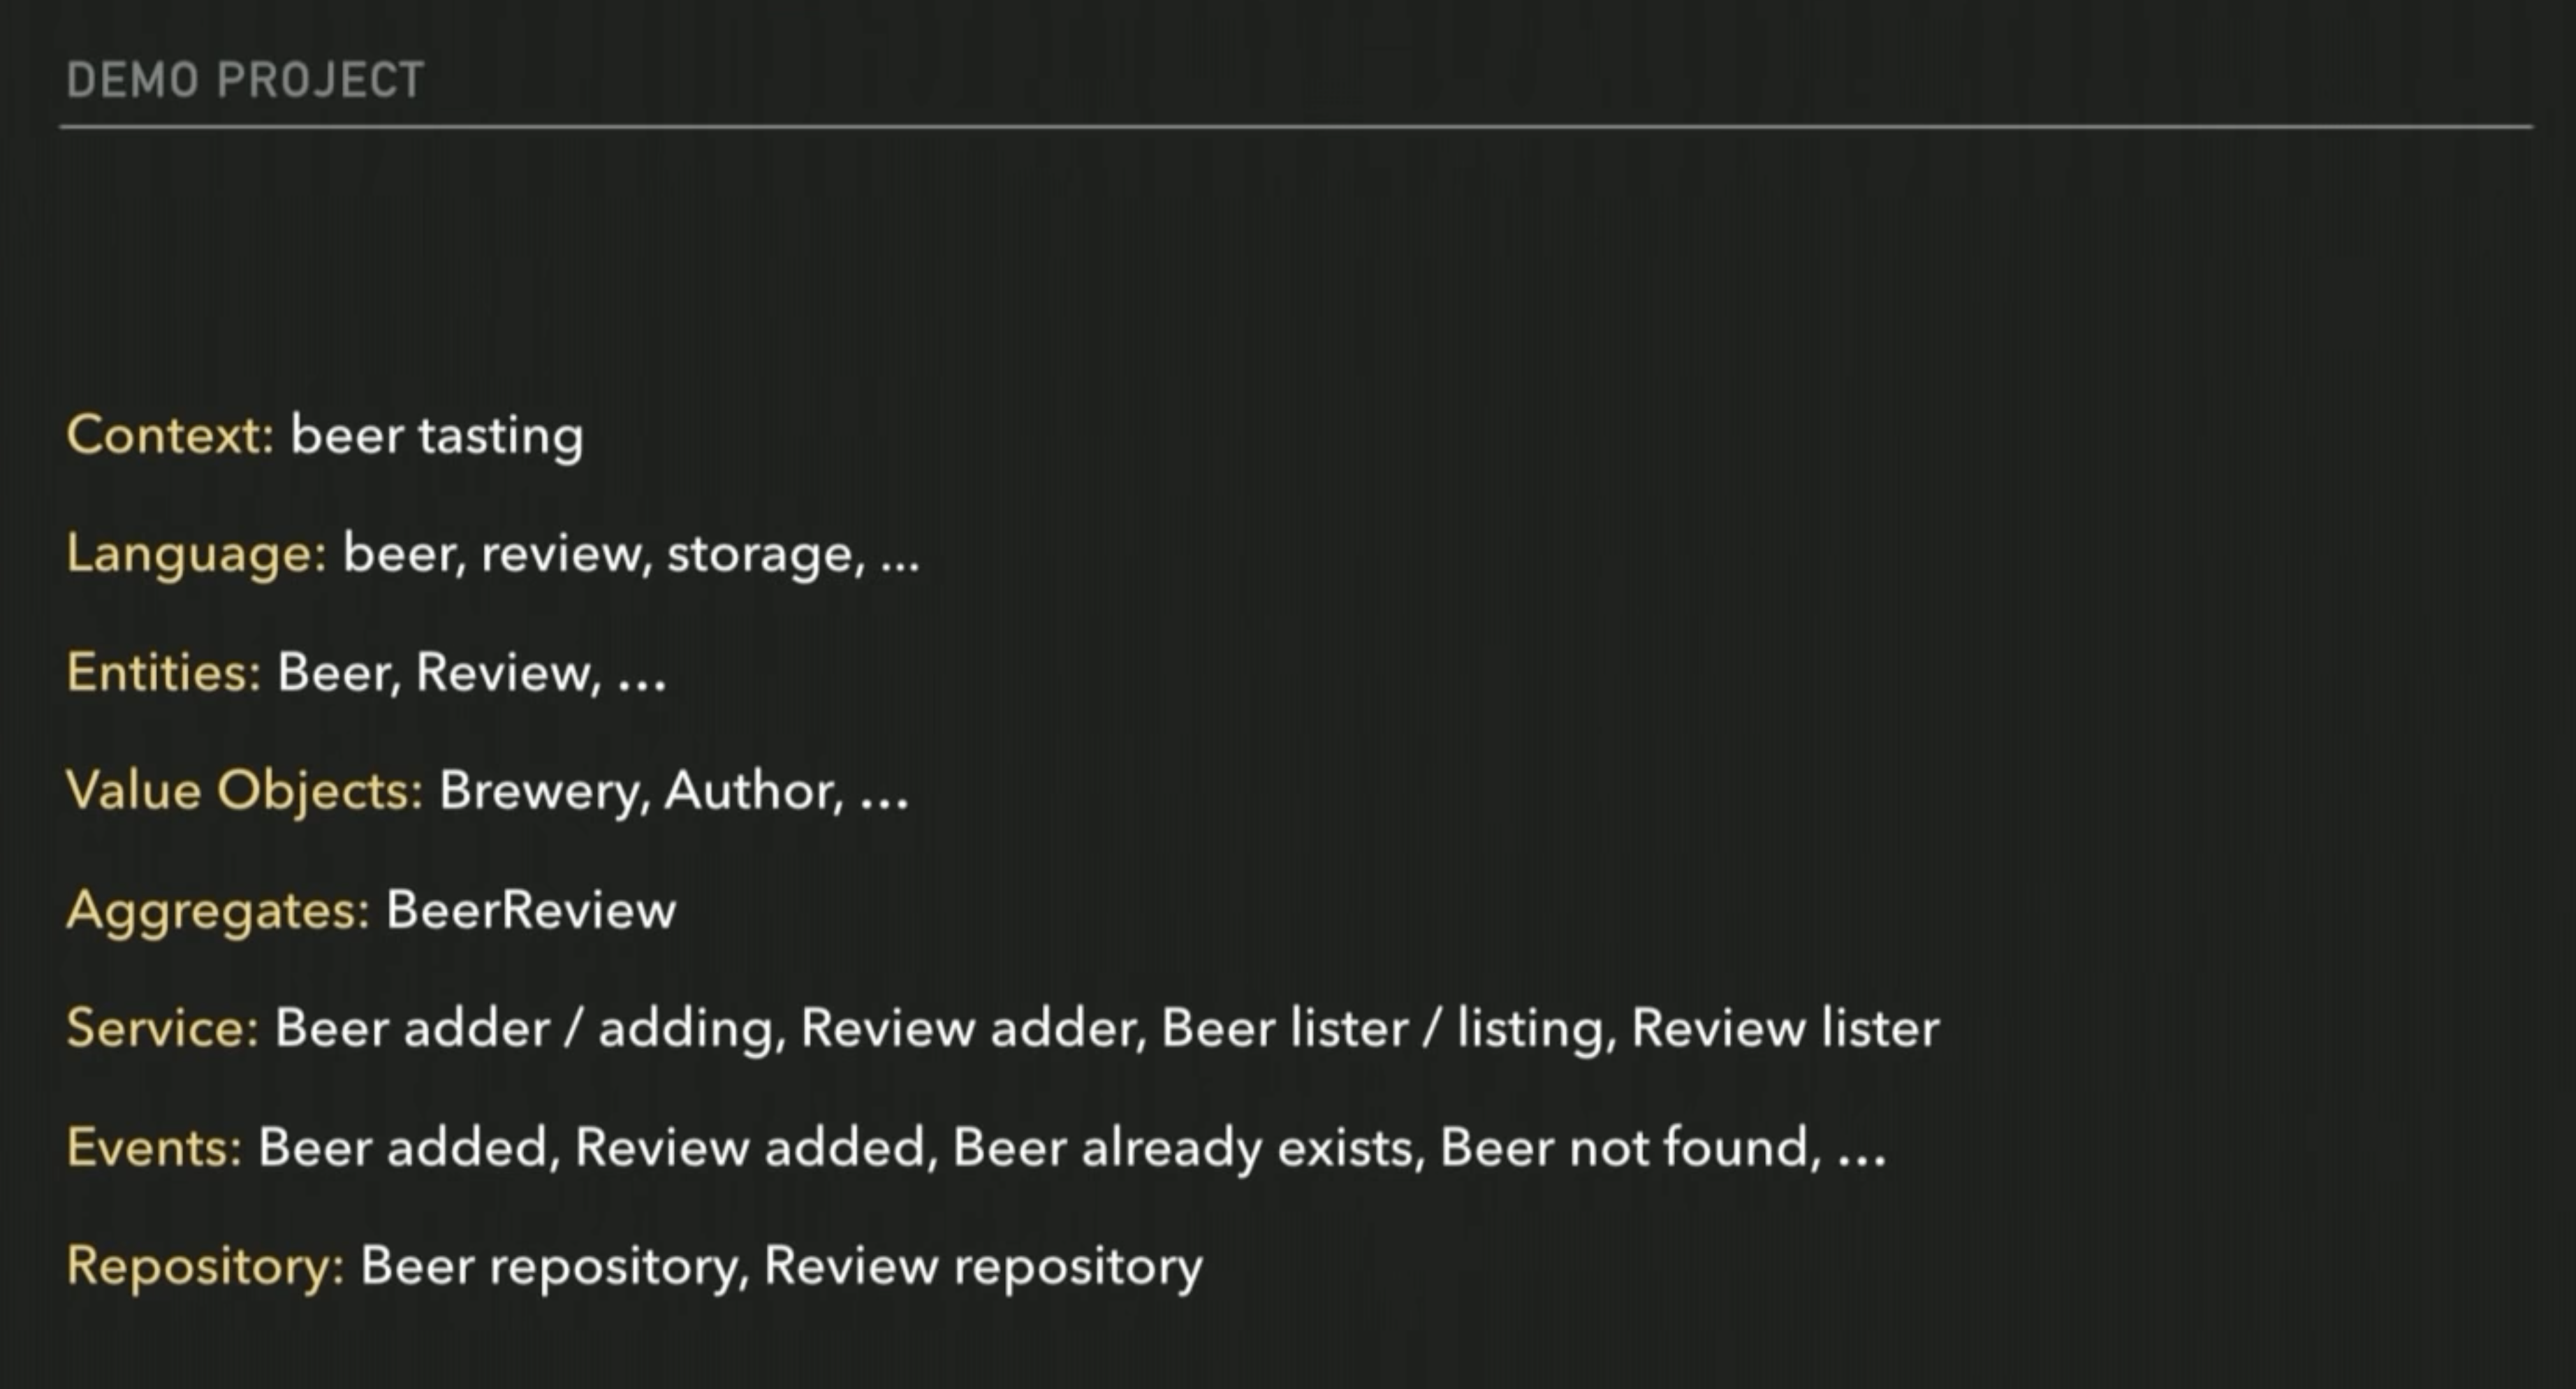 DEMO PROJECT
Context: beer tasting
Language: beer, review, storage, ...
Entities: Beer, Review, ...
Value Objects: Brewery, Author, ...
Aggregates: BeerReview
Service: Beer adder / adding, Review adder, Beer lister / listing, Review lister
Events: Beer added, Review added, Beer already exists, Beer not found, ...
Repository: Beer repository, Review repository